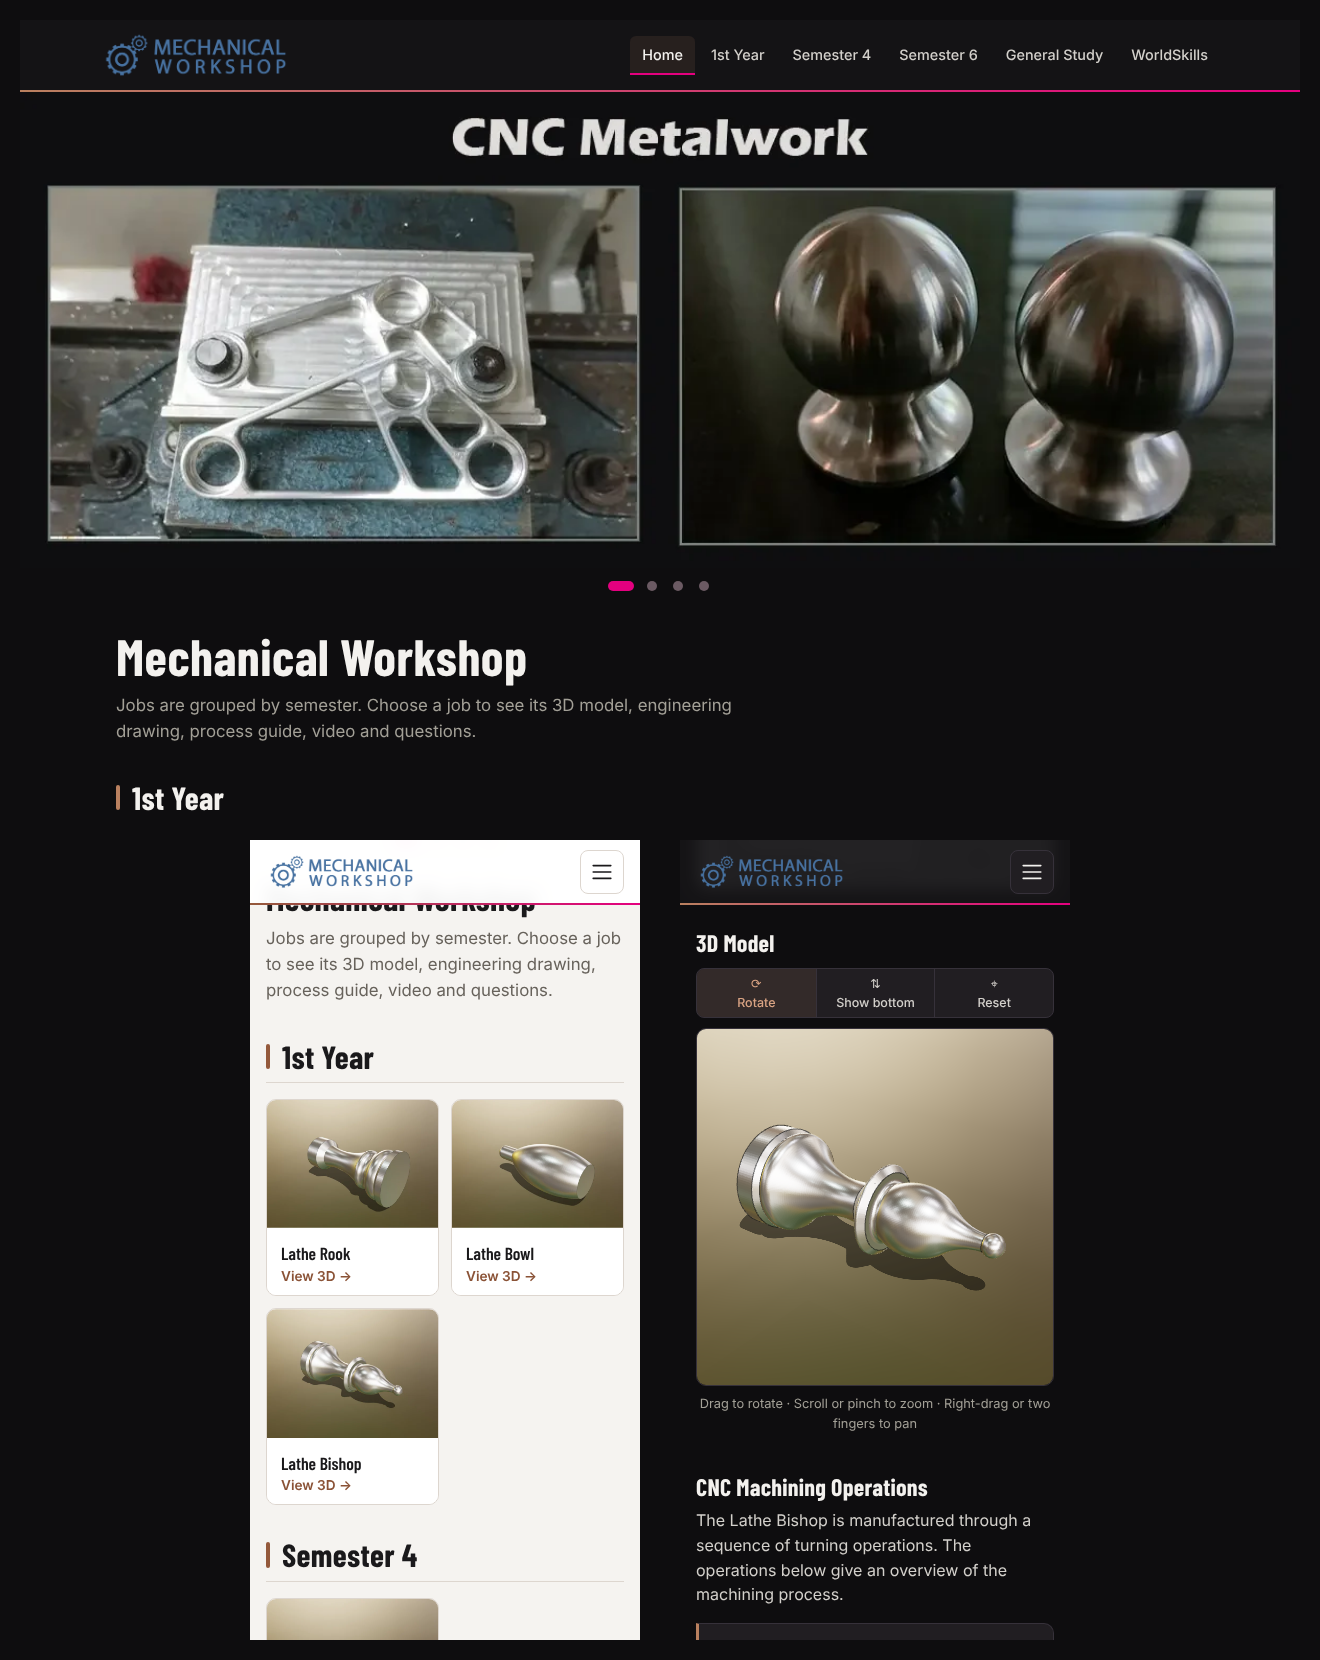 MECHANICAL
WORKSHOP
Home
1st Year
Semester 4
Semester 6
General Study
WorldSkills
CNC Metalwork
Mechanical Workshop
Jobs are grouped by semester. Choose a job to see its 3D model, engineering
drawing, process guide, video and questions.
1st Year
MECHANICAL
WORKSHOP
Mechanical Workshop
Jobs are grouped by semester. Choose a job
to see its 3D model, engineering drawing,
process guide, video and questions.
1st Year
Lathe Rook
View 3D →
Lathe Bowl
View 3D →
Lathe Bishop
View 3D →
Semester 4
MECHANICAL
WORKSHOP
3D Model
Rotate
Show bottom
Reset
Drag to rotate · Scroll or pinch to zoom · Right-drag or two
fingers to pan
CNC Machining Operations
The Lathe Bishop is manufactured through a
sequence of turning operations. The
operations below give an overview of the
machining process.